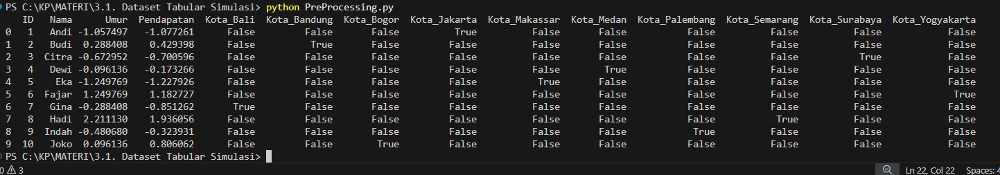 PS C:\KP\MATERI\3.1. Dataset Tabular Simulasi> python PreProcessing.py
ID Nama Umur Pendapatan Kota_Bali Kota_Bandung Kota_Bogor Kota_Jakarta Kota_Makassar Kota_Medan Kota_Palembang Kota_Semarang Kota_Surabaya Kota_Yogyakarta
0 1 Andi -1.057497 -1.077261 False False False True False False False False False False
1 2 Budi 0.288408 0.429398 False True False False False False False False False False
2 3 Citra -0.672952 -0.700596 False False False False False False False False True False
3 4 Dewi -0.096136 -0.173266 False False False False False True False False False False
4 5 Eka -1.249769 -1.227926 False False False False True False False False False False
5 6 Fajar 1.249769 1.182727 False False False False False False False False False True
6 7 Gina -0.288408 -0.851262 True False False False False False False False False False
7 8 Hadi 2.211130 1.936056 False False False False False False False True False False
8 9 Indah -0.480680 -0.323931 False False False False False False True False False False
9 10 Joko 0.096136 0.806062 False False True False False False False False False False
PS C:\KP\MATERI\3.1. Dataset Tabular Simulasi>
0 3 Ln 22, Col 22 Spaces: 4